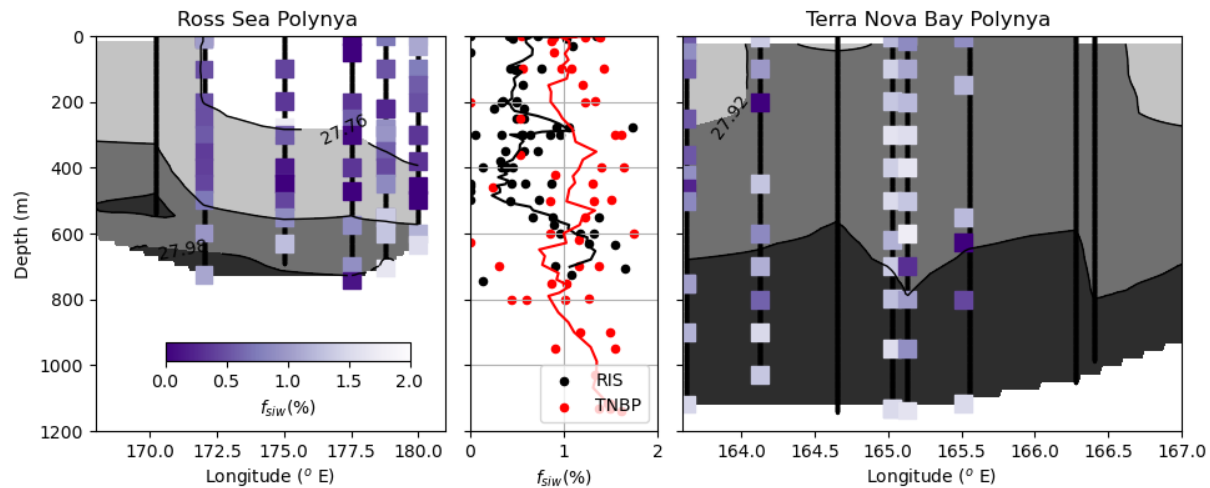 Ross Sea Polynya
Terra Nova Bay Polynya
Depth (m)
0
200
400
600
800
1000
1200
27.76
27.98
0.0 0.5 1.0 1.5 2.0
fsiw(%)
170.0 172.5 175.0 177.5 180.0
Longitude (° E)
RIS
TNBP
0 1 2
fsiw(%)
27.92
164.0 164.5 165.0 165.5 166.0 166.5 167.0
Longitude (° E)